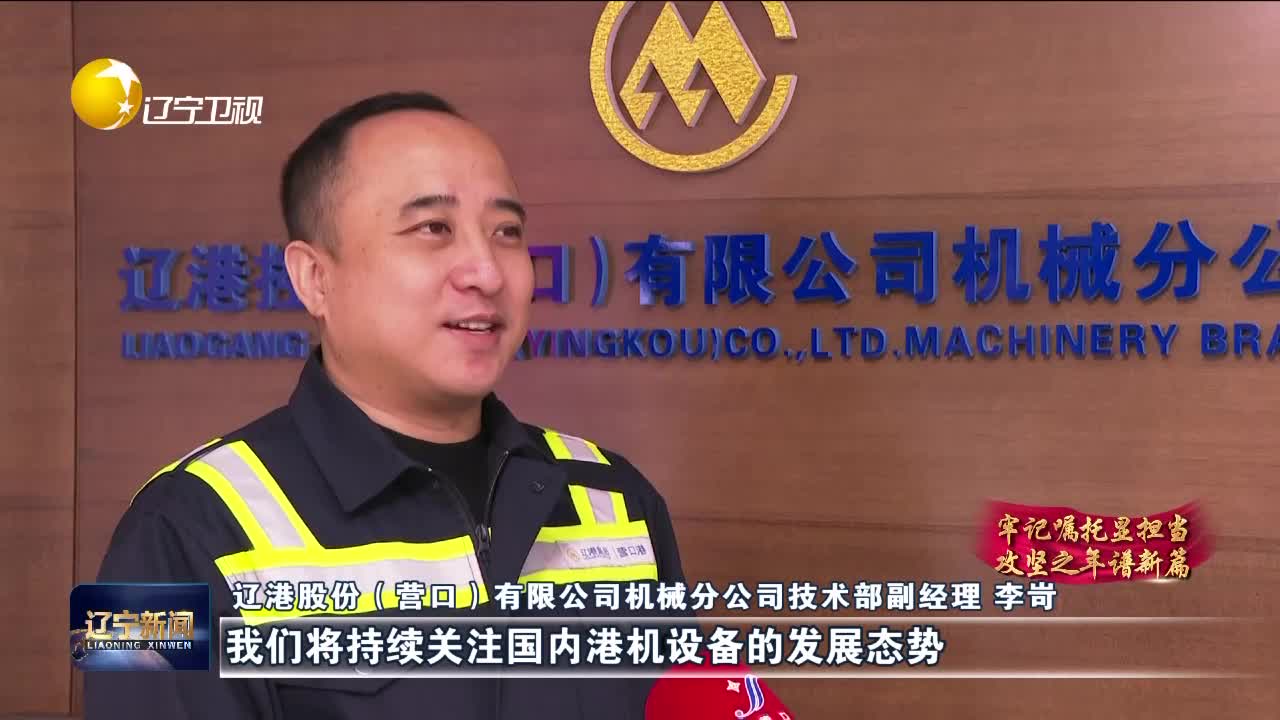 辽宁卫视
辽港控
口)有限公司机械分公
LIAOGANG
(YINGKOU)CO.,LTD.MACHINERY BRA
牢记嘱托显担当
攻坚之年谱新篇
营口港
辽港股份（营口）有限公司机械分公司技术部副经理 李岢
辽宁新闻
LIAONING XINWEN
我们将持续关注国内港机设备的发展态势